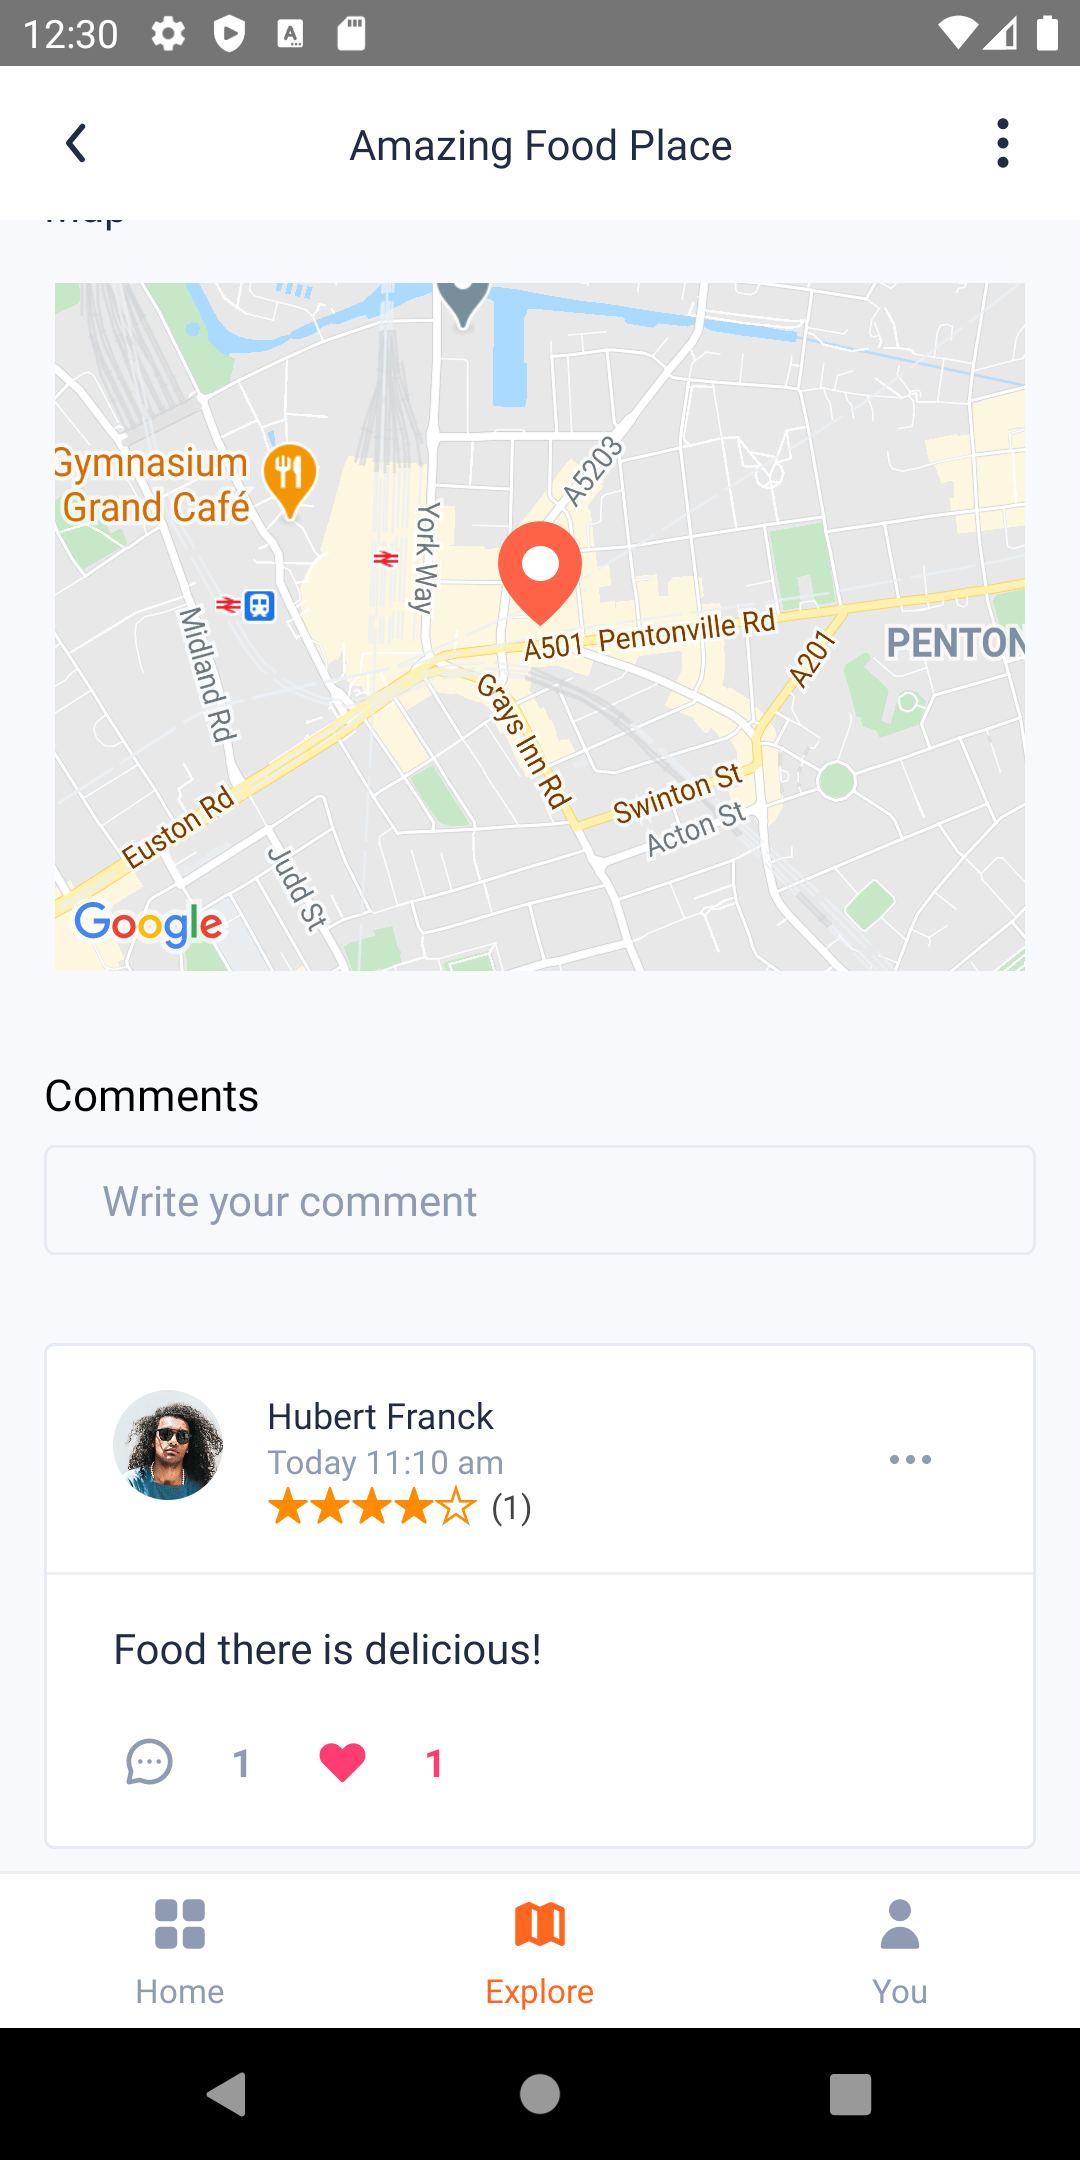 12:30
Amazing Food Place
Map
Gymnasium
Grand Café
York Way
A5203
A501 Pentonville Rd
A201
PENTON
Midland Rd
Grays Inn Rd
Swinton St
Acton St
Euston Rd
Judd St
Google
Comments
Write your comment
Hubert Franck
Today 11:10 am
(1)
Food there is delicious!
1 1
Home Explore You